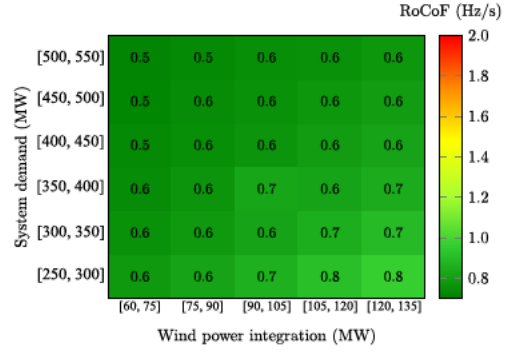 RoCoF (Hz/s)
System demand (MW)
[500, 550] 0.5 0.5 0.6 0.6 0.6
[450, 500] 0.5 0.6 0.6 0.6 0.6
[400, 450] 0.5 0.6 0.6 0.6 0.6
[350, 400] 0.6 0.6 0.7 0.6 0.7
[300, 350] 0.6 0.6 0.6 0.7 0.7
[250, 300] 0.6 0.6 0.7 0.8 0.8
[60, 75] [75, 90] [90, 105] [105, 120] [120, 135]
Wind power integration (MW)
2.0
1.8
1.6
1.4
1.2
1.0
0.8